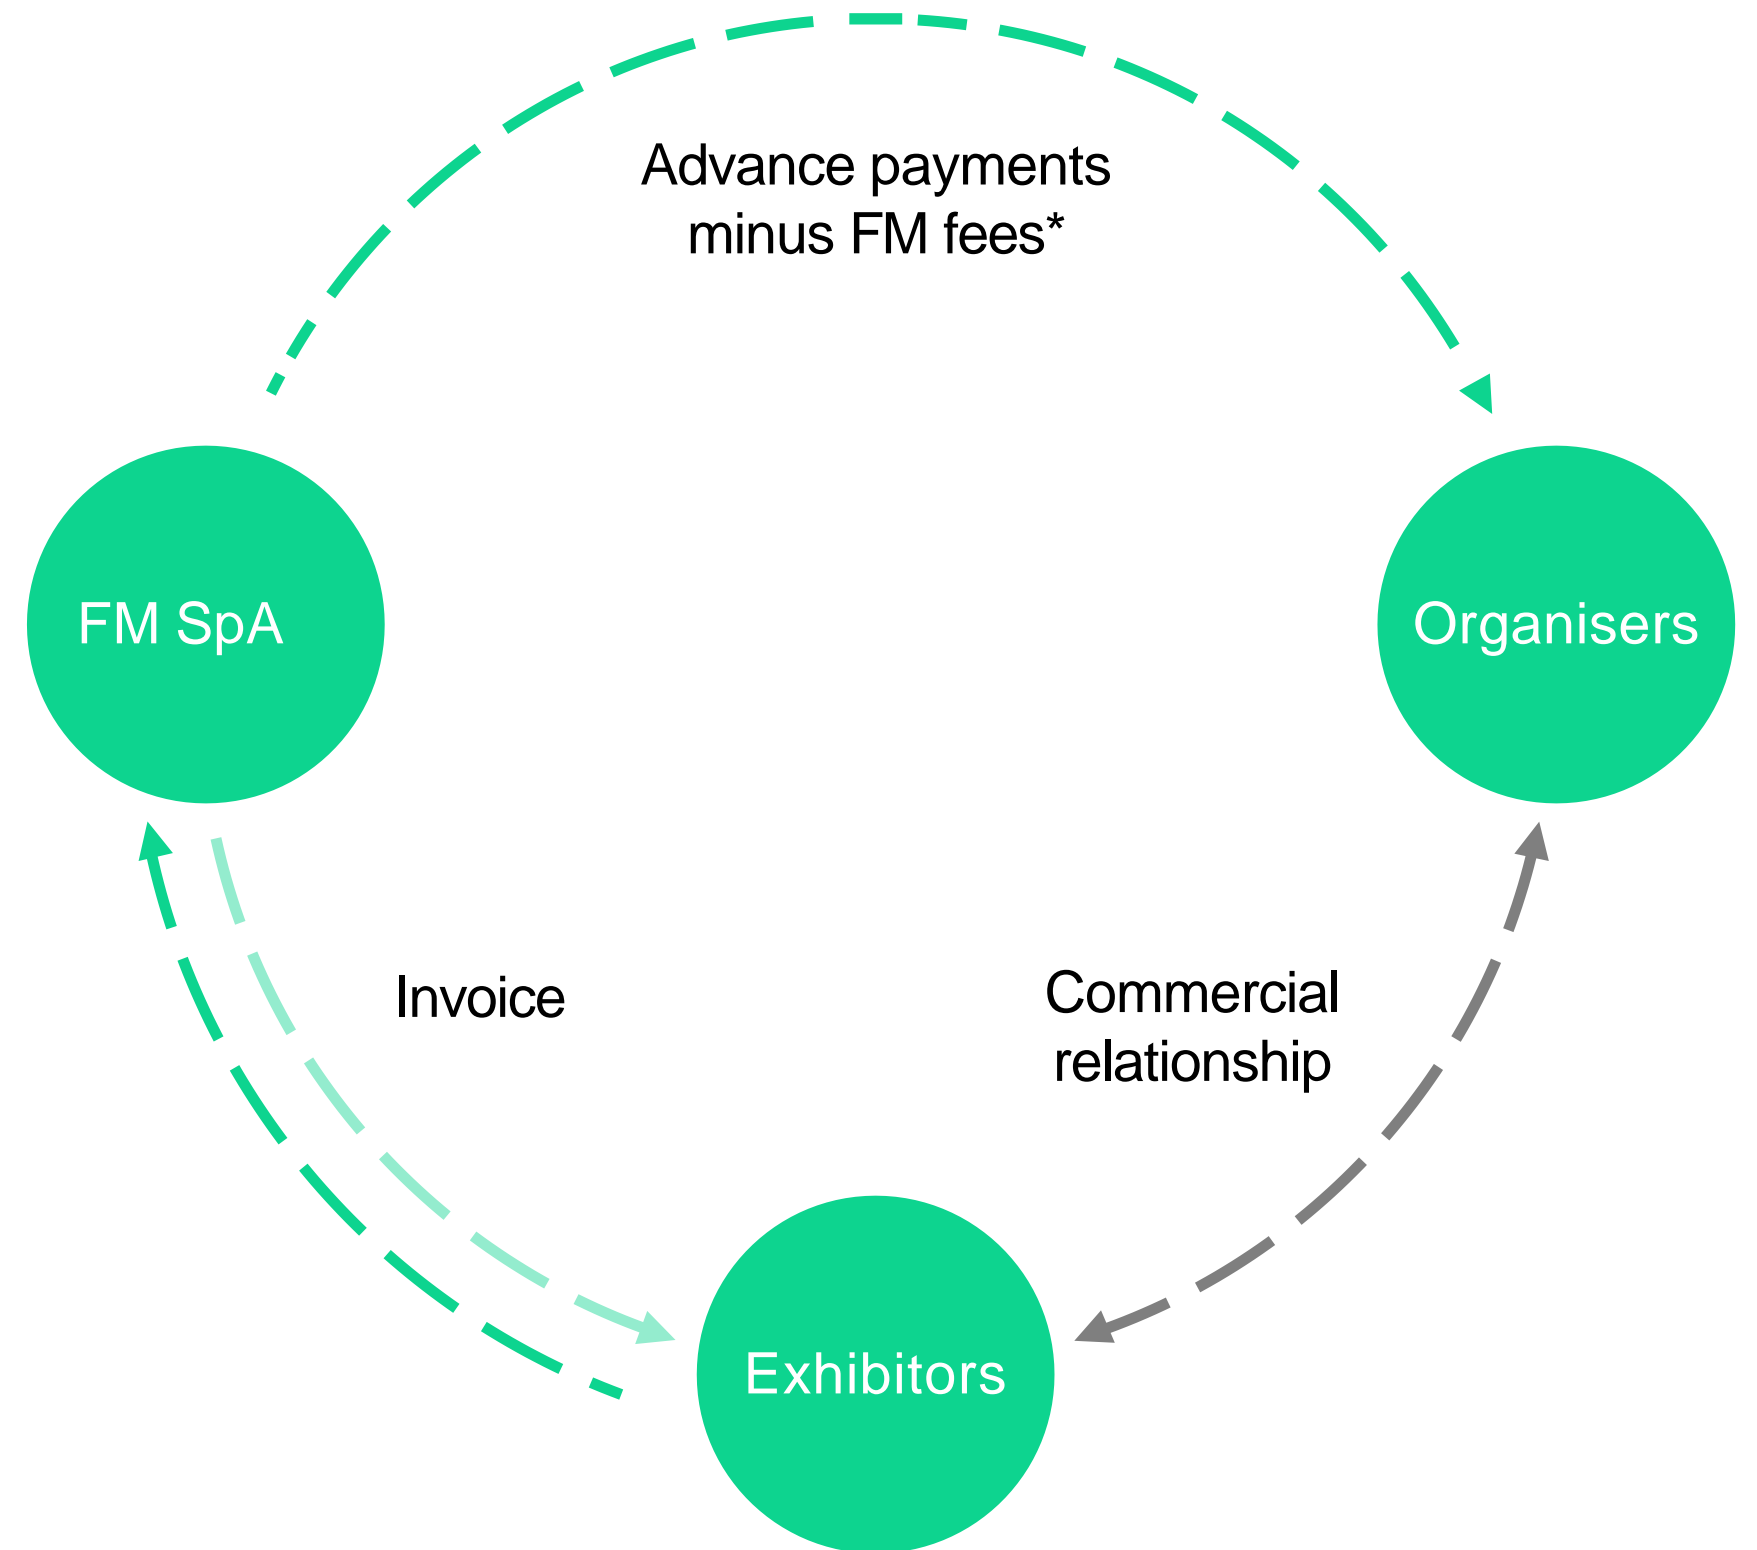 Advance payments
minus FM fees*
FM SpA
Organisers
Invoice
Commercial
relationship
Exhibitors